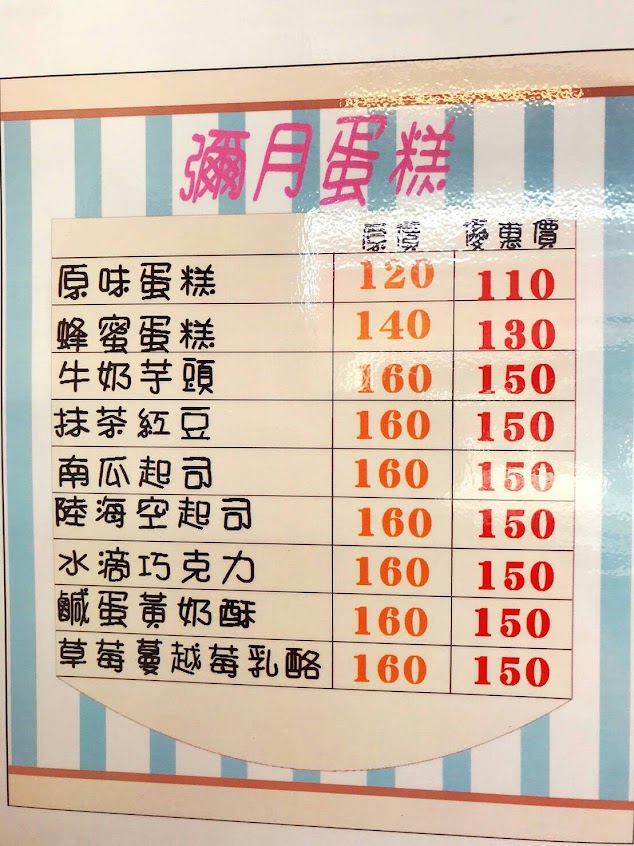 彌月蛋糕
原價 優惠價
原味蛋糕 120 110
蜂蜜蛋糕 140 130
牛奶芋頭 160 150
抹茶紅豆 160 150
南瓜起司 160 150
陸海空起司 160 150
水滴巧克力 160 150
鹹蛋黃奶酥 160 150
草莓蔓越莓乳酪 160 150